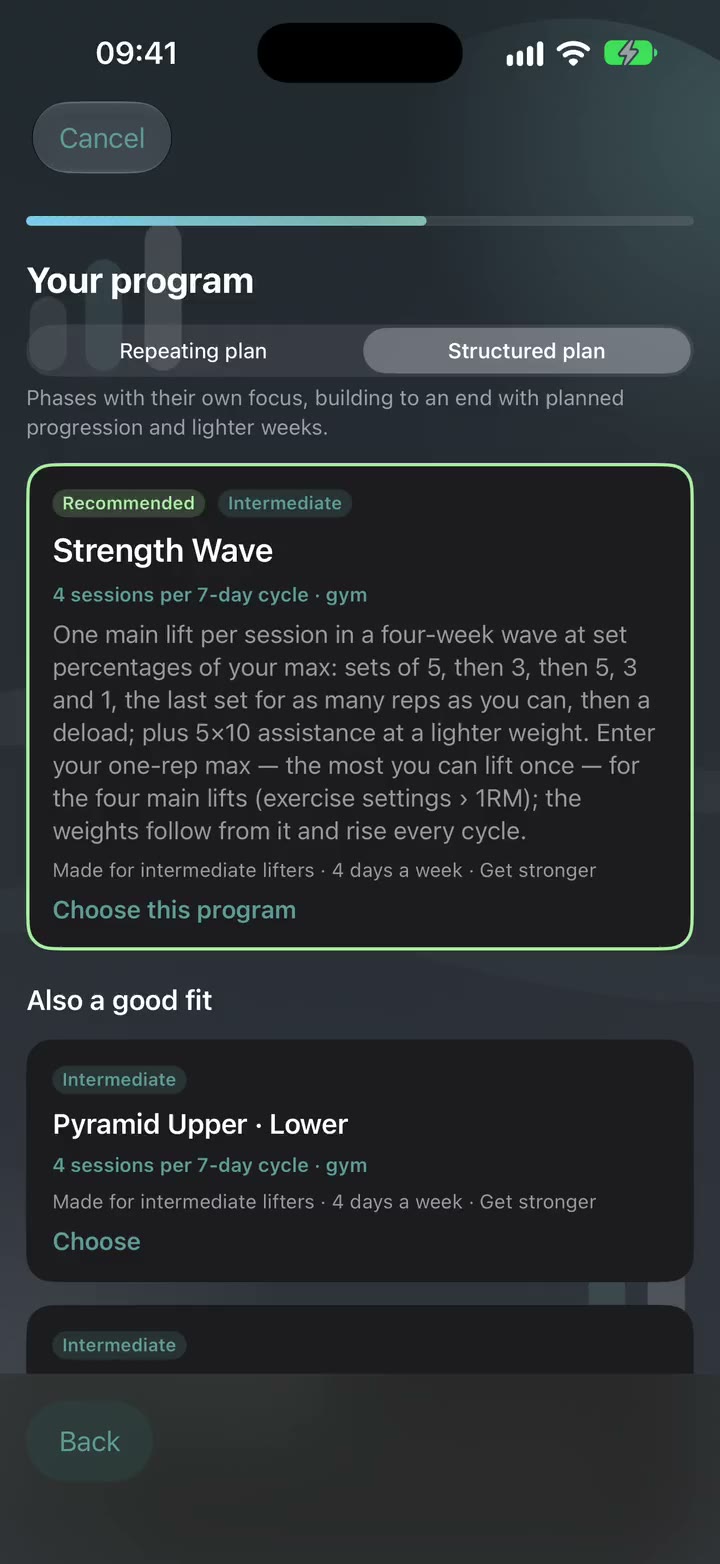 09:41
Cancel
Your program
Repeating plan
Structured plan
Phases with their own focus, building to an end with planned
progression and lighter weeks.
Recommended
Intermediate
Strength Wave
4 sessions per 7-day cycle · gym
One main lift per session in a four-week wave at set
percentages of your max: sets of 5, then 3, then 5, 3
and 1, the last set for as many reps as you can, then a
deload; plus 5×10 assistance at a lighter weight. Enter
your one-rep max — the most you can lift once — for
the four main lifts (exercise settings › 1RM); the
weights follow from it and rise every cycle.
Made for intermediate lifters · 4 days a week · Get stronger
Choose this program
Also a good fit
Intermediate
Pyramid Upper · Lower
4 sessions per 7-day cycle · gym
Made for intermediate lifters · 4 days a week · Get stronger
Choose
Intermediate
Back